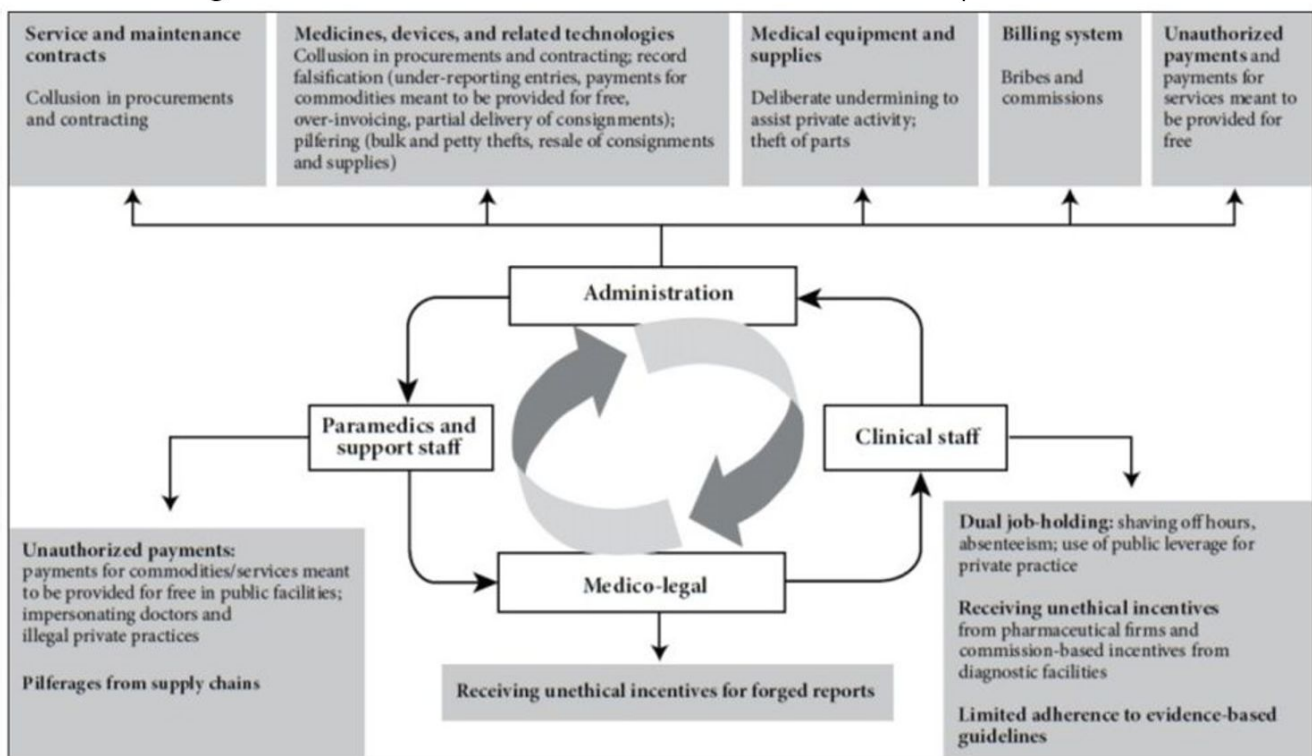 Service and maintenance
contracts
Collusion in procurements
and contracting
Medicines, devices, and related technologies
Collusion in procurements and contracting; record
falsification (under-reporting entries, payments for
commodities meant to be provided for free,
over-invoicing, partial delivery of consignments);
pilfering (bulk and petty thefts, resale of consignments
and supplies)
Medical equipment and
supplies
Deliberate undermining to
assist private activity;
theft of parts
Billing system
Bribes and
commissions
Unauthorized
payments and
payments for
services meant to
be provided for
free
Administration
Paramedics and
support staff
Clinical staff
Medico-legal
Unauthorized payments:
payments for commodities/services meant
to be provided for free in public facilities;
impersonating doctors and
illegal private practices
Pilferages from supply chains
Receiving unethical incentives for forged reports
Dual job-holding: shaving off hours,
absenteeism; use of public leverage for
private practice
Receiving unethical incentives
from pharmaceutical firms and
commission-based incentives from
diagnostic facilities
Limited adherence to evidence-based
guidelines